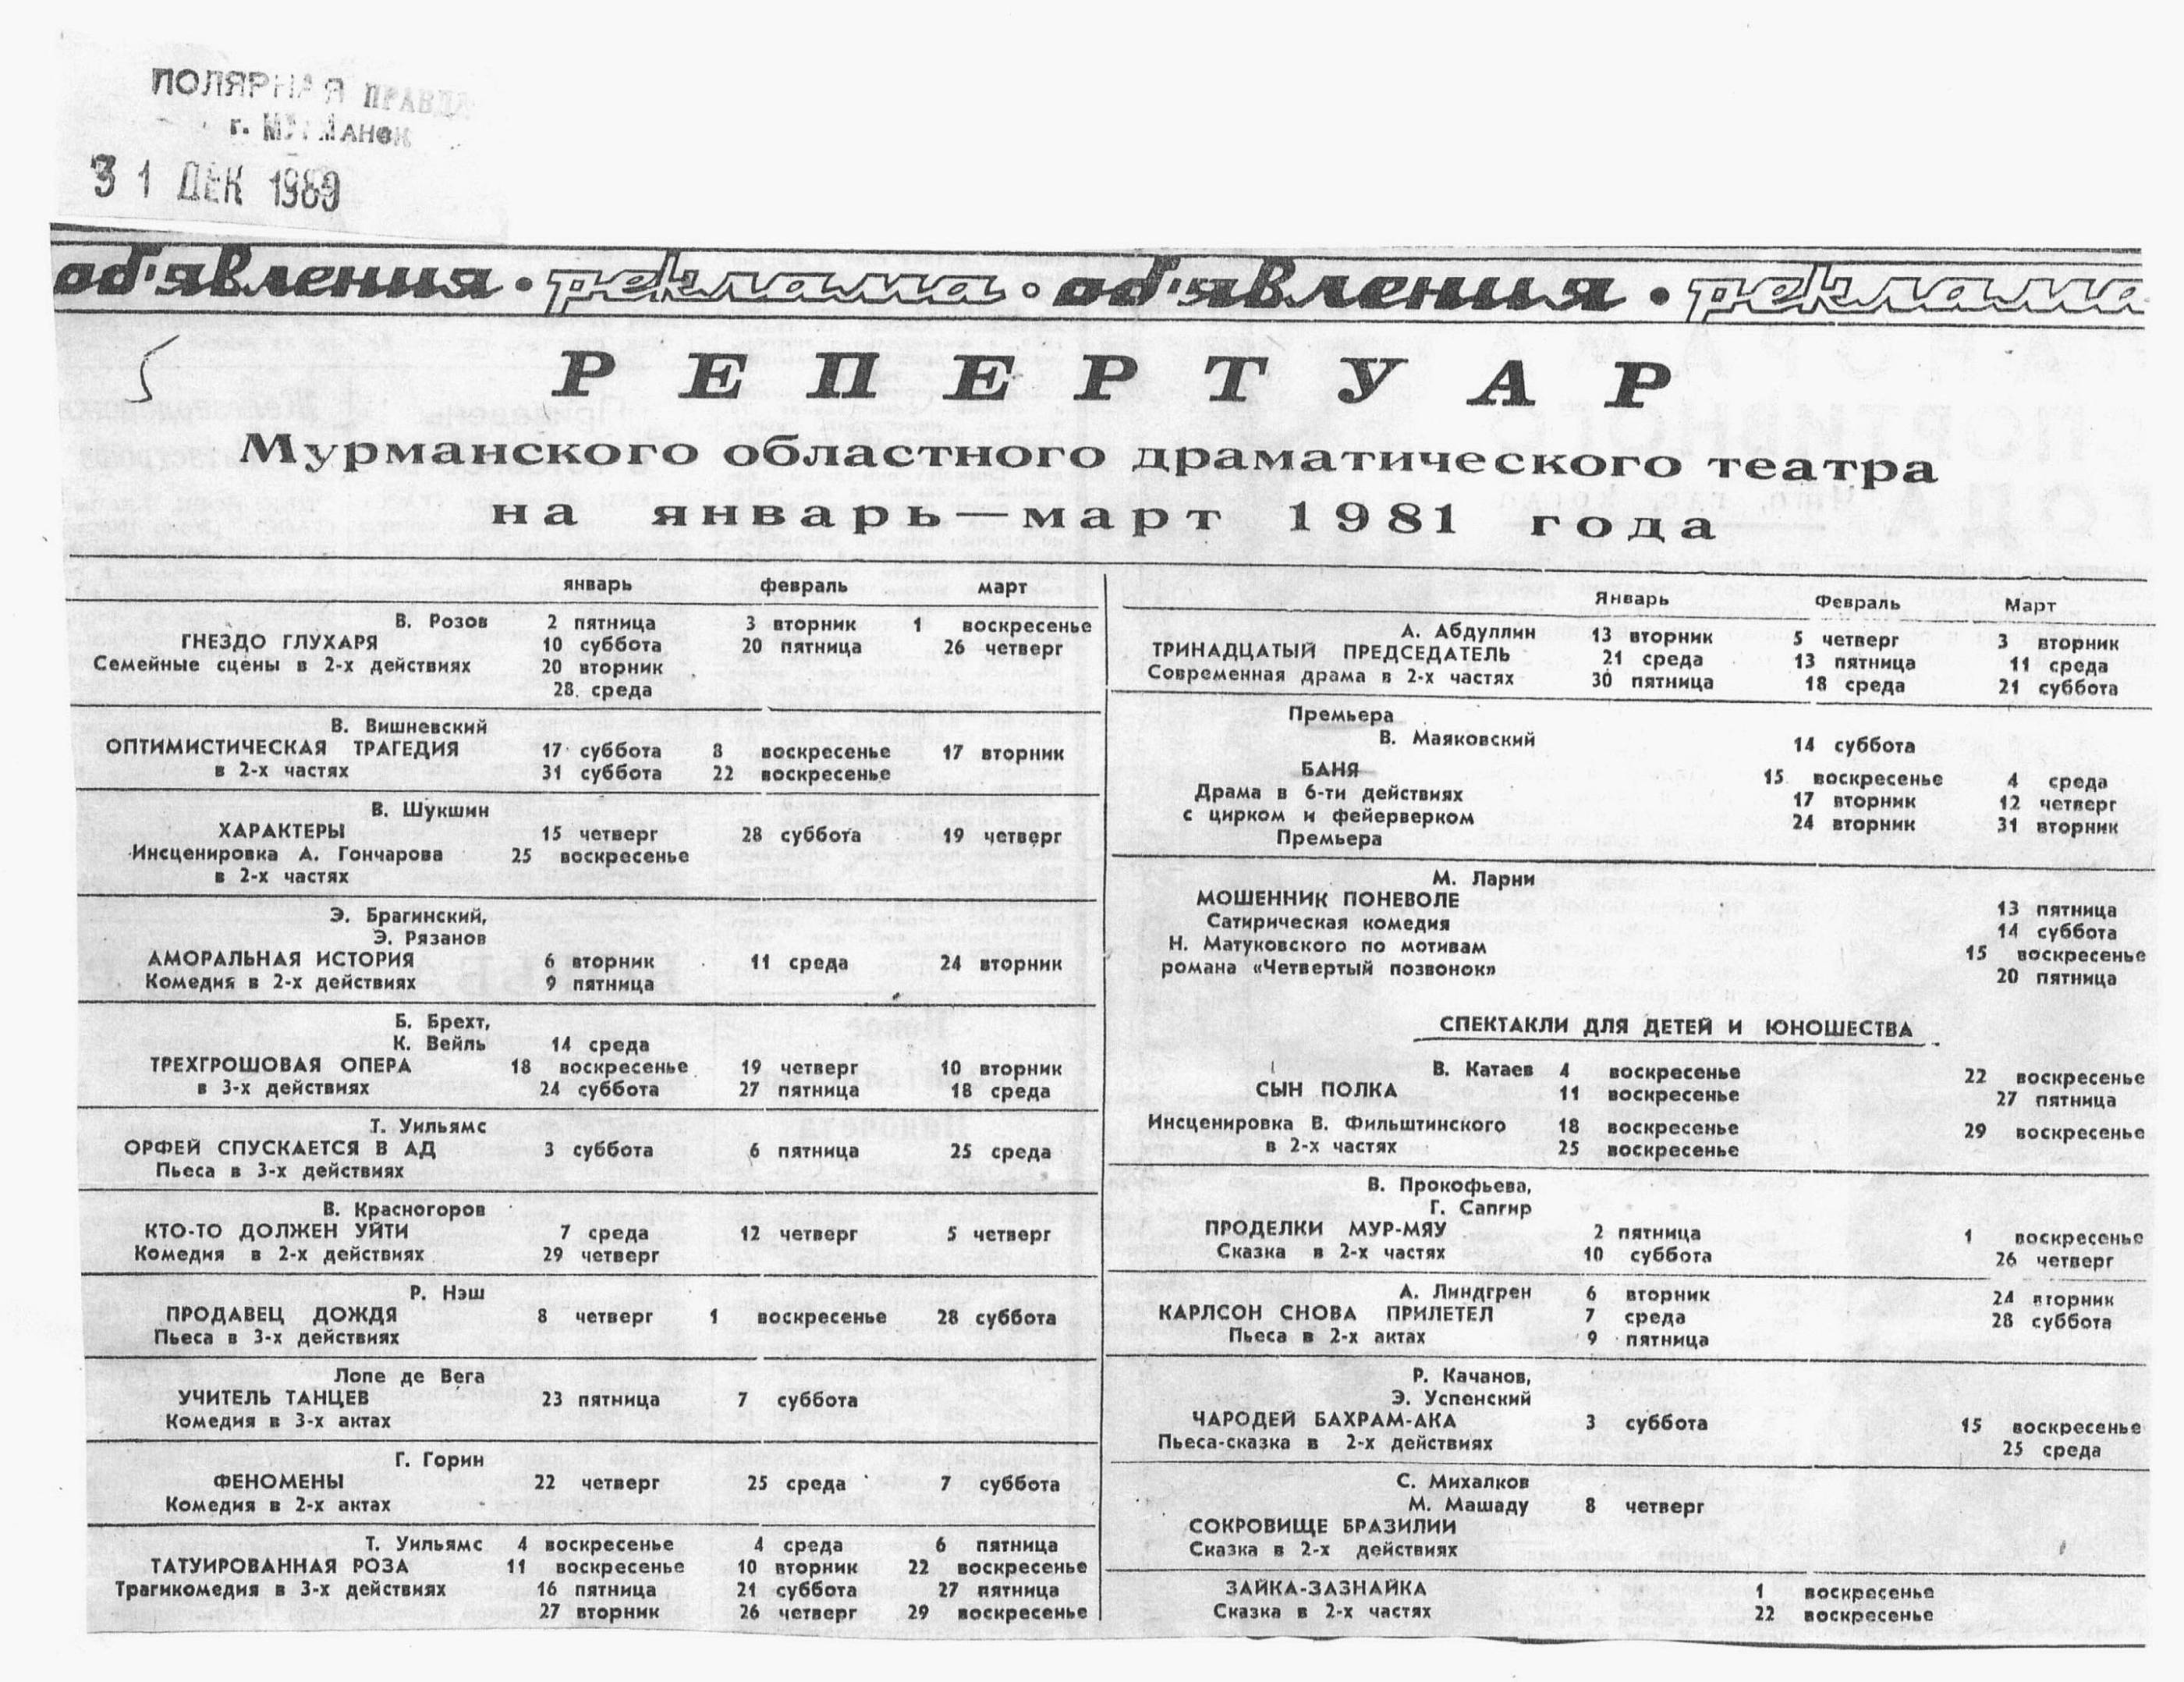 ПОЛЯРНАЯ ПРАВДА
г. МУРМАНСК
31 ДЕК 1980
об'явления • реклама • об'явления • реклама
РЕПЕРТУАР
Мурманского областного драматического театра
на январь—март 1981 года
январь февраль март
В. Розов 2 пятница 3 вторник 1 воскресенье
ГНЕЗДО ГЛУХАРЯ 10 суббота 20 пятница 26 четверг
Семейные сцены в 2-х действиях 20 вторник
28 среда
В. Вишневский
ОПТИМИСТИЧЕСКАЯ ТРАГЕДИЯ 17 суббота 8 воскресенье 17 вторник
в 2-х частях 31 суббота 22 воскресенье
В. Шукшин
ХАРАКТЕРЫ 15 четверг 28 суббота 19 четверг
Инсценировка А. Гончарова 25 воскресенье
в 2-х частях
Э. Брагинский,
Э. Рязанов
АМОРАЛЬНАЯ ИСТОРИЯ 6 вторник 11 среда 24 вторник
Комедия в 2-х действиях 9 пятница
Б. Брехт,
К. Вейль 14 среда
ТРЕХГРОШОВАЯ ОПЕРА 18 воскресенье 19 четверг 10 вторник
в 3-х действиях 24 суббота 27 пятница 18 среда
Т. Уильямс
ОРФЕЙ СПУСКАЕТСЯ В АД 3 суббота 6 пятница 25 среда
Пьеса в 3-х действиях
В. Красногоров
КТО-ТО ДОЛЖЕН УЙТИ 7 среда 12 четверг 5 четверг
Комедия в 2-х действиях 29 четверг
Р. Нэш
ПРОДАВЕЦ ДОЖДЯ 8 четверг 1 воскресенье 28 суббота
Пьеса в 3-х действиях
Лопе де Вега
УЧИТЕЛЬ ТАНЦЕВ 23 пятница 7 суббота
Комедия в 3-х актах
Г. Горин
ФЕНОМЕНЫ 22 четверг 25 среда 7 суббота
Комедия в 2-х актах
Т. Уильямс 4 воскресенье 4 среда 6 пятница
ТАТУИРОВАННАЯ РОЗА 11 воскресенье 10 вторник 22 воскресенье
Трагикомедия в 3-х действиях 16 пятница 21 суббота 27 пятница
27 вторник 26 четверг 29 воскресенье
Январь Февраль Март
А. Абдуллин 13 вторник 5 четверг 3 вторник
ТРИНАДЦАТЫЙ ПРЕДСЕДАТЕЛЬ 21 среда 13 пятница 11 среда
Современная драма в 2-х частях 30 пятница 18 среда 21 суббота
Премьера
В. Маяковский 14 суббота
БАНЯ 15 воскресенье 4 среда
Драма в 6-ти действиях 17 вторник 12 четверг
с цирком и фейерверком 24 вторник 31 вторник
Премьера
М. Ларни
МОШЕННИК ПОНЕВОЛЕ 13 пятница
Сатирическая комедия 14 суббота
Н. Матуковского по мотивам 15 воскресенье
романа «Четвертый позвонок» 20 пятница
СПЕКТАКЛИ ДЛЯ ДЕТЕЙ И ЮНОШЕСТВА
В. Катаев 4 воскресенье 22 воскресенье
СЫН ПОЛКА 11 воскресенье 27 пятница
Инсценировка В. Фильштинского 18 воскресенье 29 воскресенье
в 2-х частях 25 воскресенье
В. Прокофьева,
Г. Сапгир
ПРОДЕЛКИ МУР-МЯУ 2 пятница 1 воскресенье
Сказка в 2-х частях 10 суббота 26 четверг
А. Линдгрен 6 вторник 24 вторник
КАРЛСОН СНОВА ПРИЛЕТЕЛ 7 среда 28 суббота
Пьеса в 2-х актах 9 пятница
Р. Качанов,
Э. Успенский
ЧАРОДЕЙ БАХРАМ-АКА 3 суббота 15 воскресенье
Пьеса-сказка в 2-х действиях 25 среда
С. Михалков
М. Машаду 8 четверг
СОКРОВИЩЕ БРАЗИЛИИ
Сказка в 2-х действиях
ЗАЙКА-ЗАЗНАЙКА 1 воскресенье
Сказка в 2-х частях 22 воскресенье